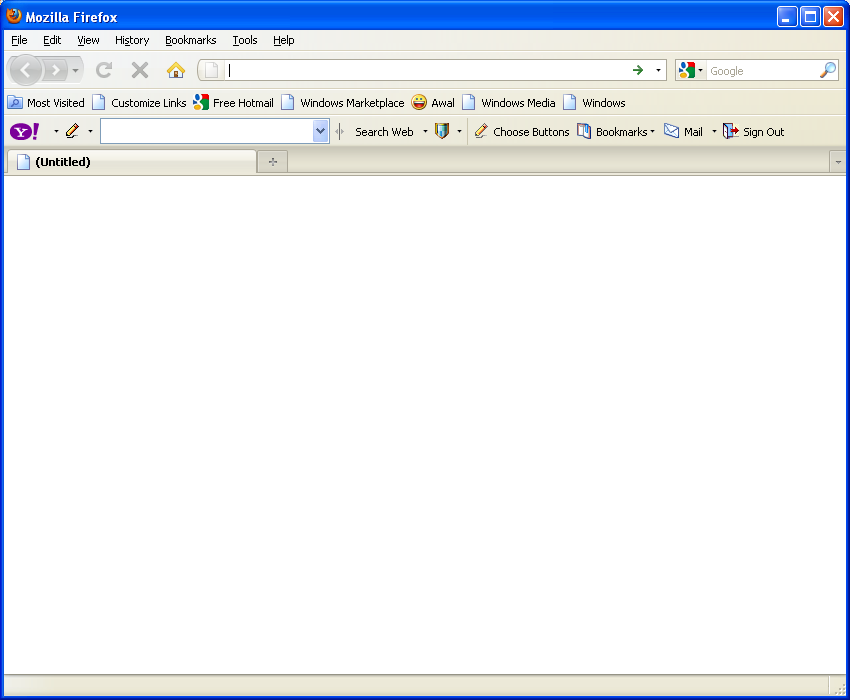 Mozilla Firefox
File Edit View History Bookmarks Tools Help
Google
Most Visited Customize Links Free Hotmail Windows Marketplace Awal Windows Media Windows
Y! Search Web Choose Buttons Bookmarks Mail Sign Out
(Untitled)